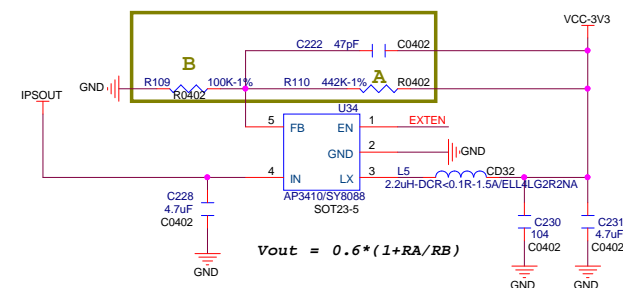 VCC-3V3
C222 47pF C0402
B
A
GND R109 100K-1% R110 442K-1% R0402
R0402
IPSOUT
U34
5 FB EN 1 EXTEN
GND 2 GND
4 IN LX 3 L5 CD32
2.2uH-DCR<0.1R-1.5A/ELL4LG2R2NA
AP3410/SY8088
SOT23-5
C228
4.7uF
C0402
C230
104
C0402
C231
4.7uF
C0402
Vout = 0.6*(1+RA/RB)
GND
GND
GND